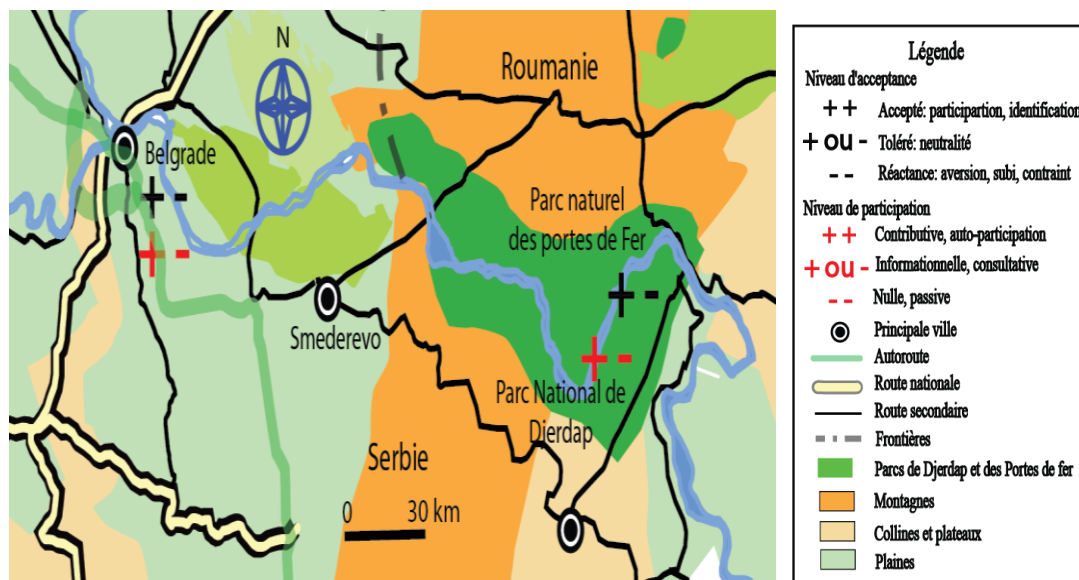 N
Roumanie
Belgrade
Parc naturel
des portes de Fer
Smederevo
Parc National de
Djerdap
Serbie
0 30 km
Légende
Niveau d'acceptance
++ Accepté: participartion, identification
+ ou - Toléré: neutralité
-- Réactance: aversion, subi, contraint
Niveau de participation
++ Contributive, auto-participation
+ ou - Informationnelle, consultative
-- Nulle, passive
Principale ville
Autoroute
Route nationale
Route secondaire
Frontières
Parcs de Djerdap et des Portes de fer
Montagnes
Collines et plateaux
Plaines